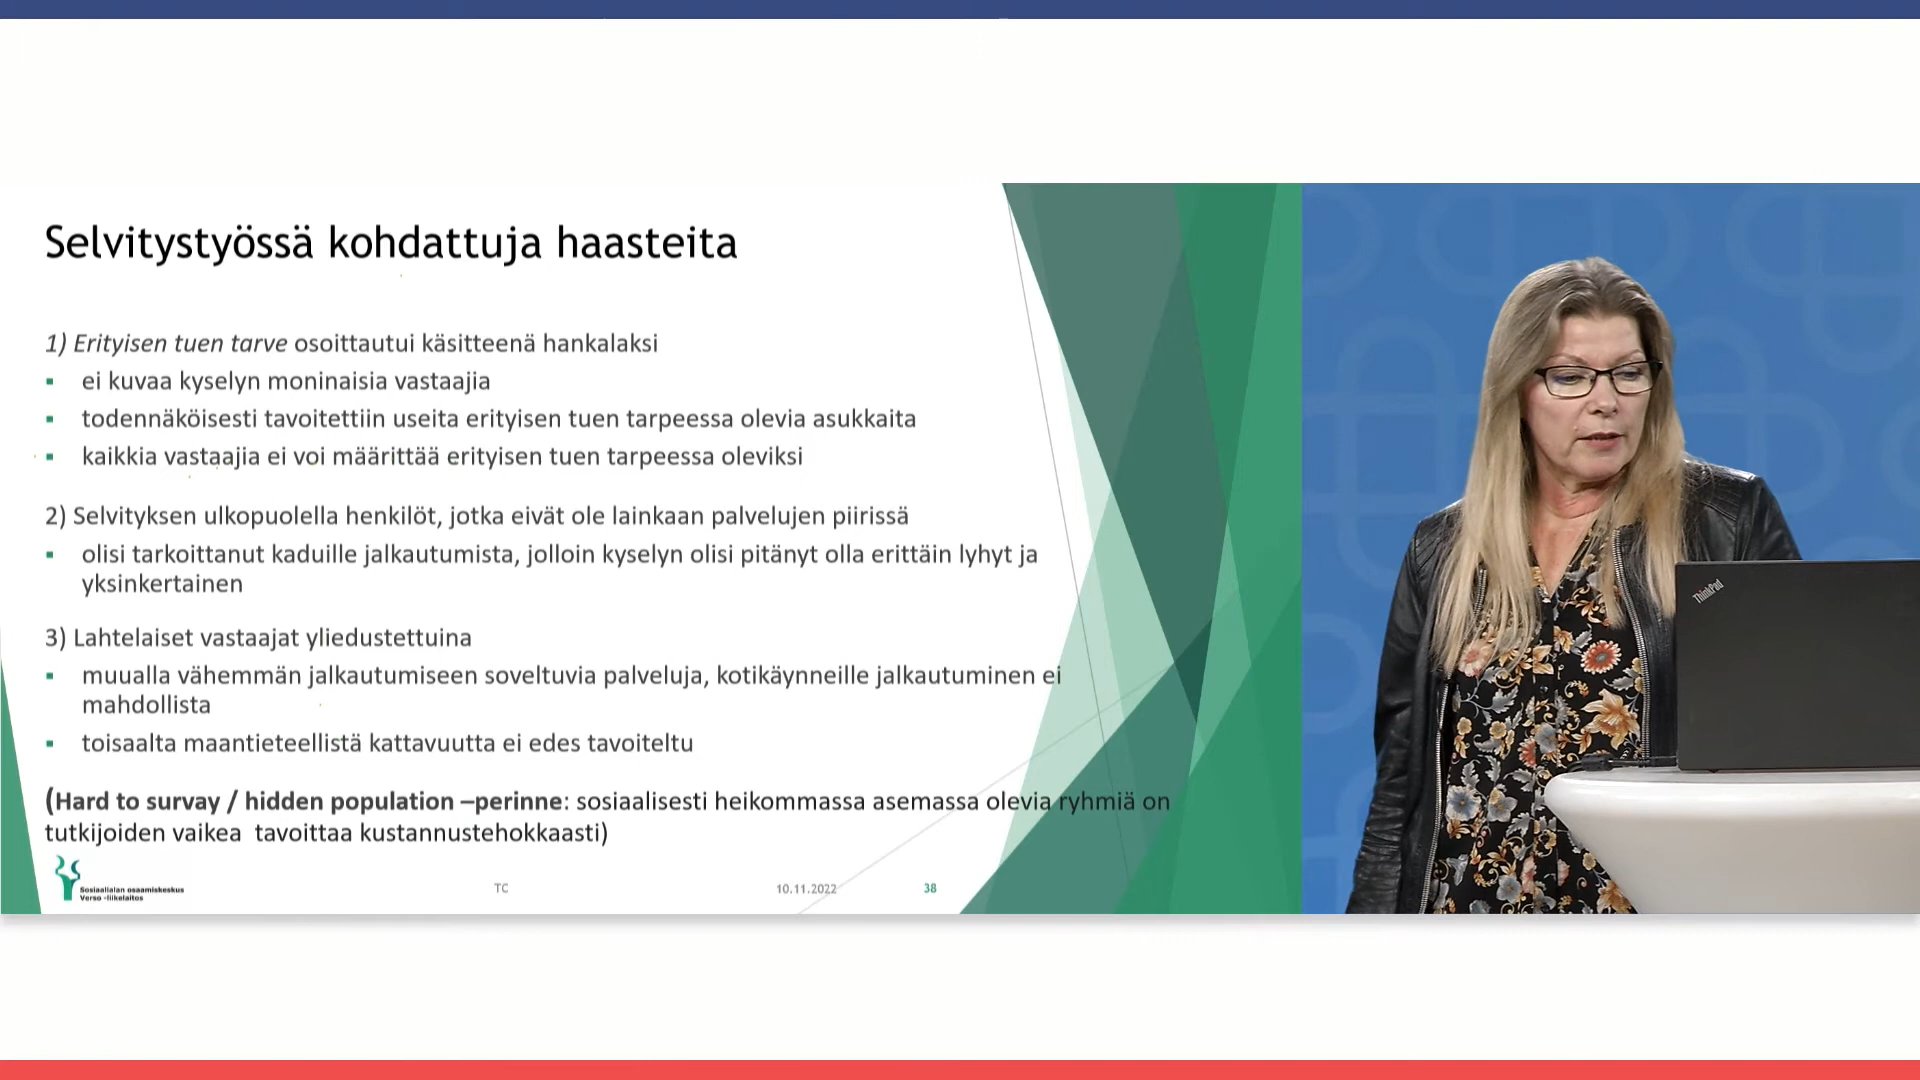 Selvitystyössä kohdattuja haasteita
1) Erityisen tuen tarve osoittautui käsitteenä hankalaksi
▪ ei kuvaa kyselyn moninaisia vastaajia
▪ todennäköisesti tavoitettiin useita erityisen tuen tarpeessa olevia asukkaita
▪ kaikkia vastaajia ei voi määrittää erityisen tuen tarpeessa oleviksi
2) Selvityksen ulkopuolella henkilöt, jotka eivät ole lainkaan palvelujen piirissä
▪ olisi tarkoittanut kaduille jalkautumista, jolloin kyselyn olisi pitänyt olla erittäin lyhyt ja
yksinkertainen
3) Lahtelaiset vastaajat yliedustettuina
▪ muualla vähemmän jalkautumiseen soveltuvia palveluja, kotikäynneille jalkautuminen ei
mahdollista
▪ toisaalta maantieteellistä kattavuutta ei edes tavoiteltu
(Hard to survay / hidden population –perinne: sosiaalisesti heikommassa asemassa olevia ryhmiä on
tutkijoiden vaikea tavoittaa kustannustehokkaasti)
Sosiaalialan osaamiskeskus
Verso -liikelaitos
TC
10.11.2022
38
ThinkPad